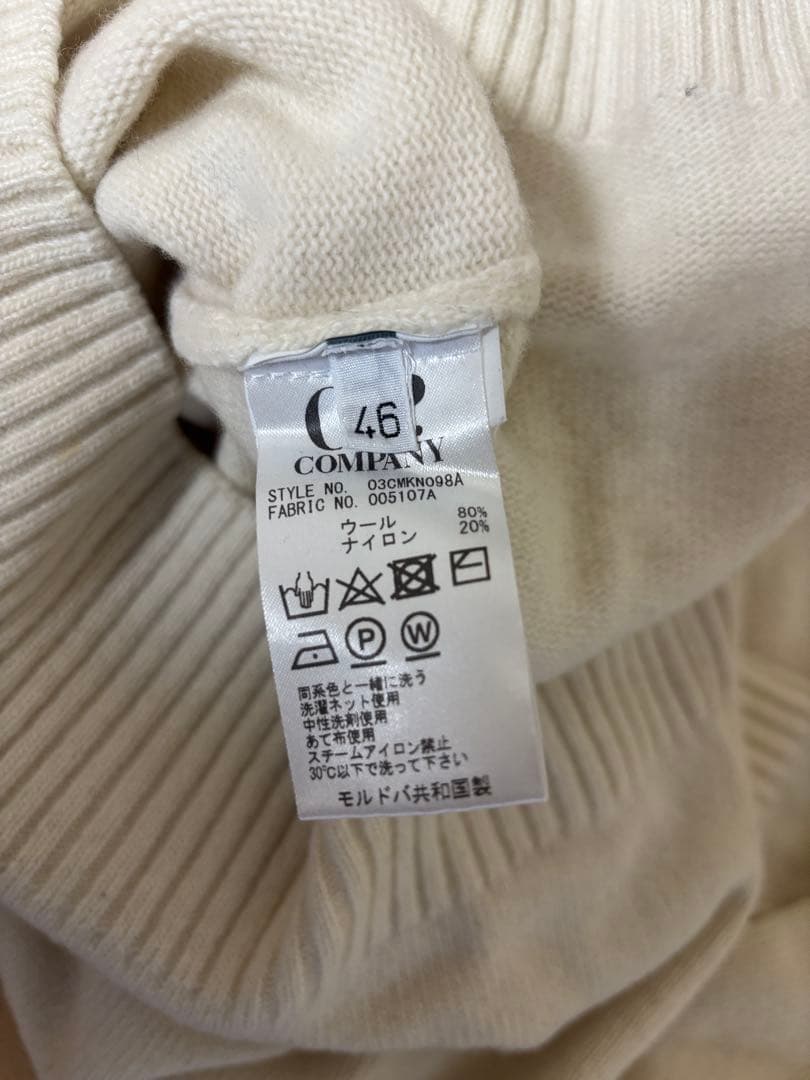 46
COMPANY
STYLE NO. 03CMKN098A
FABRIC NO. 005107A
ウール 80%
ナイロン 20%
P W
同系色と一緒に洗う
洗濯ネット使用
中性洗剤使用
あて布使用
スチームアイロン禁止
30℃以下で洗って下さい
モルドバ共和国製